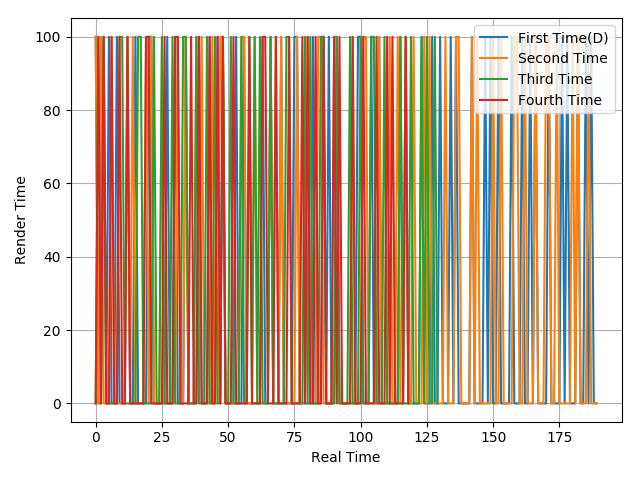 100
80
60
40
20
0
Render Time
0 25 50 75 100 125 150 175
Real Time
First Time(D)
Second Time
Third Time
Fourth Time